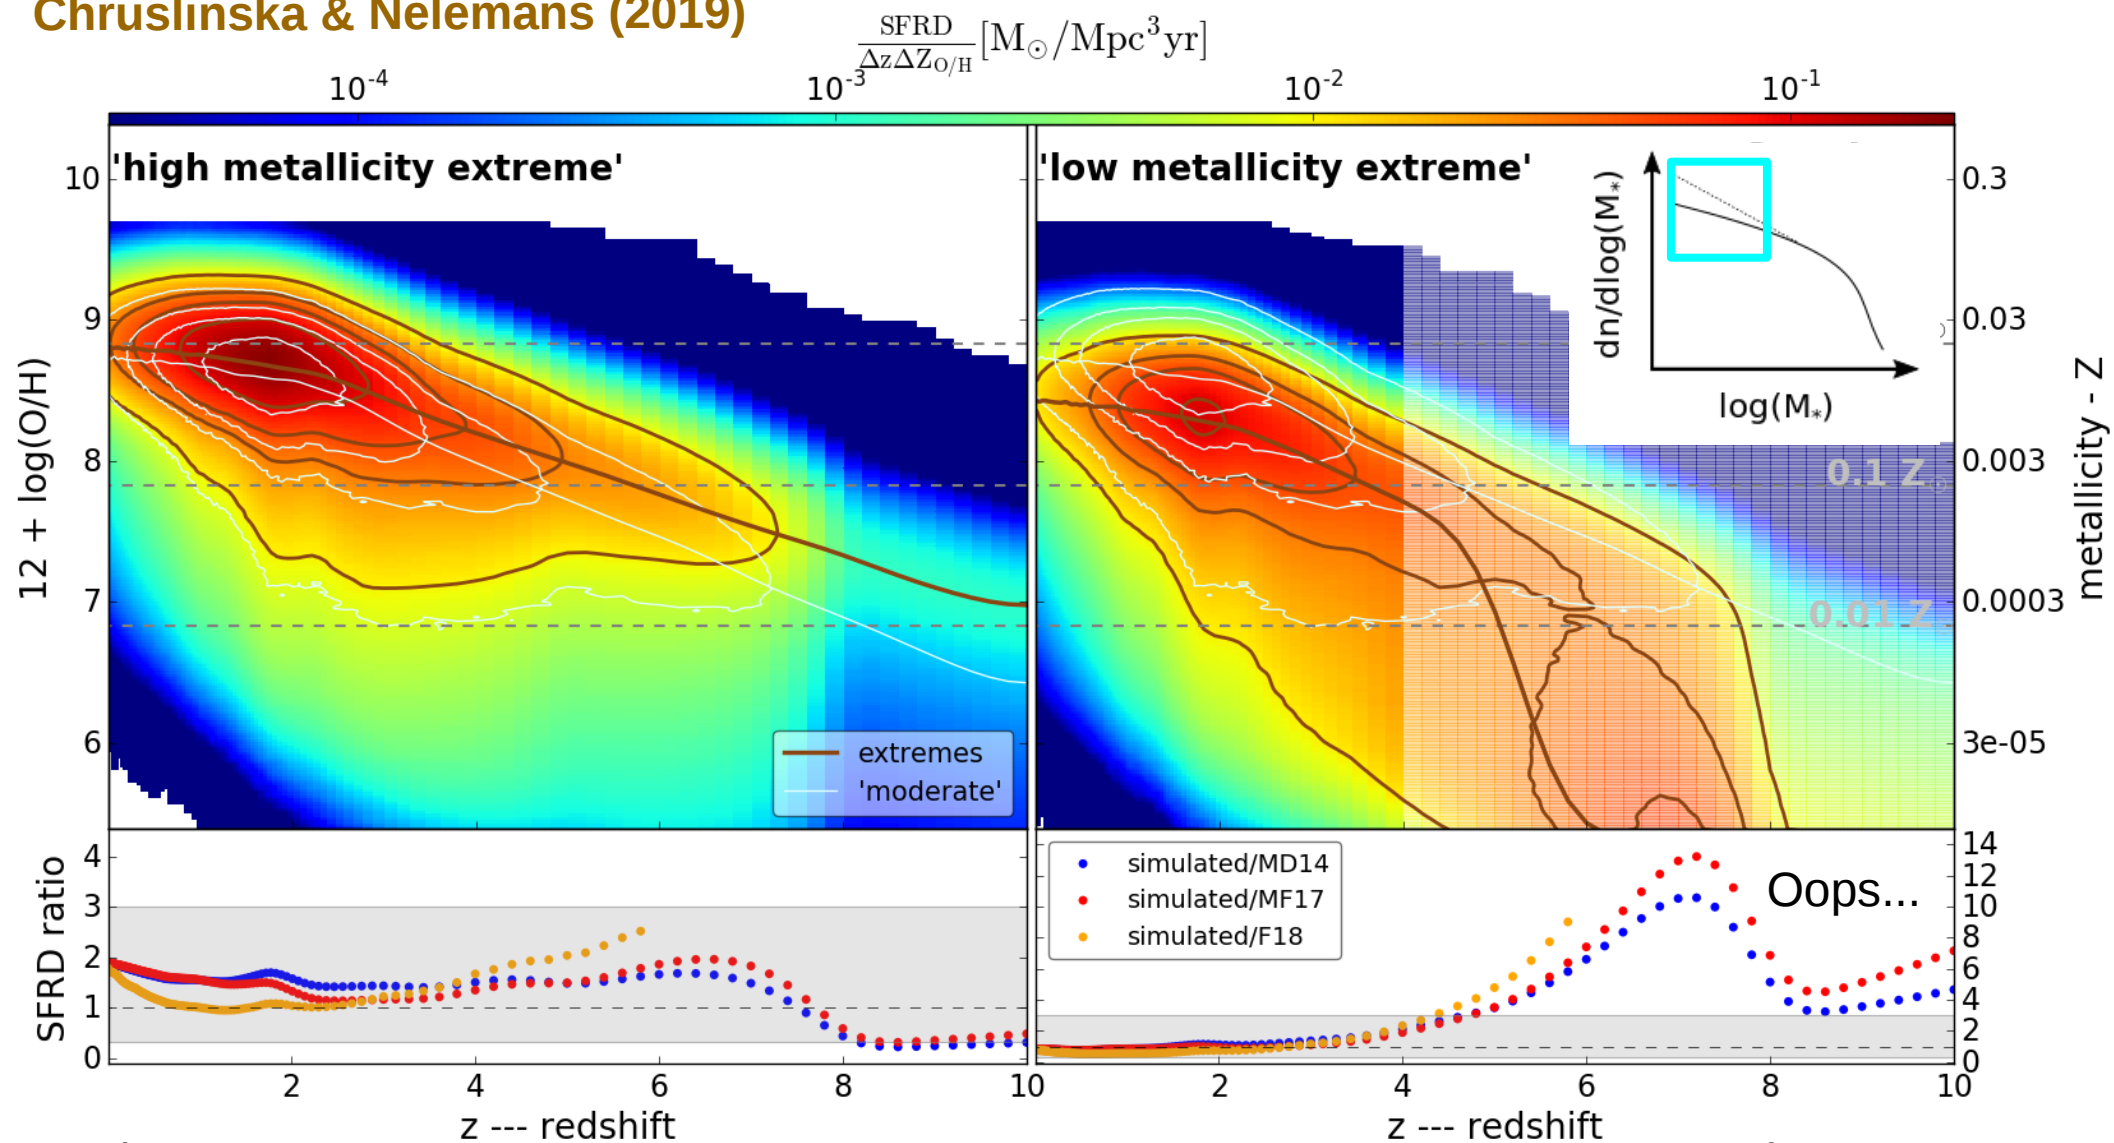 Chruslinska & Nelemans (2019)
SFRD
ΔzΔZ_O/H [M⊙/Mpc³yr]
10⁻⁴ 10⁻³ 10⁻² 10⁻¹
'high metallicity extreme'
'low metallicity extreme'
12 + log(O/H)
10
9
8
7
6
dn/dlog(M*)
log(M*)
0.3
0.03
0.003
0.0003
3e-05
metallicity - Z
0.1 Z⊙
0.01 Z
extremes
'moderate'
SFRD ratio
4
3
2
1
0
simulated/MD14
simulated/MF17
simulated/F18
Oops...
14
12
10
8
6
4
2
0
2 4 6 8 10
2 4 6 8 10
z --- redshift
z --- redshift